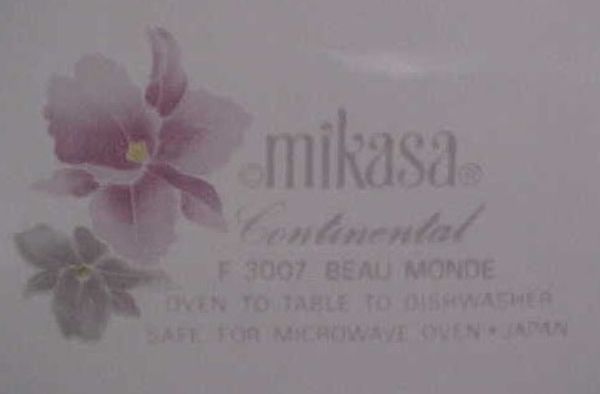 ©mikasa®
Continental
F 3007 BEAU MONDE
OVEN TO TABLE TO DISHWASHER
SAFE FOR MICROWAVE OVEN • JAPAN